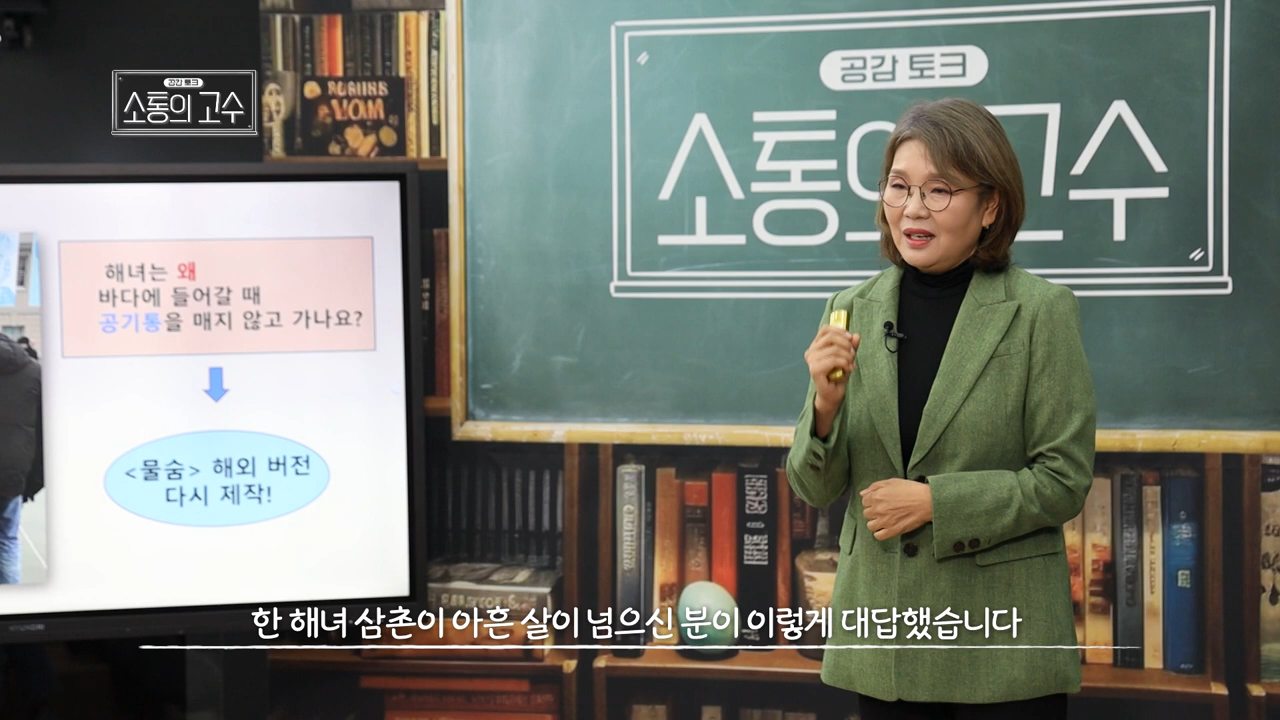 공감 토크
소통의 고수
공감 토크
소통의 고수
해녀는 왜
바다에 들어갈 때
공기통을 매지 않고 가나요?
<물숨> 해외 버전
다시 제작!
한 해녀 삼촌이 아흔 살이 넘으신 분이 이렇게 대답했습니다